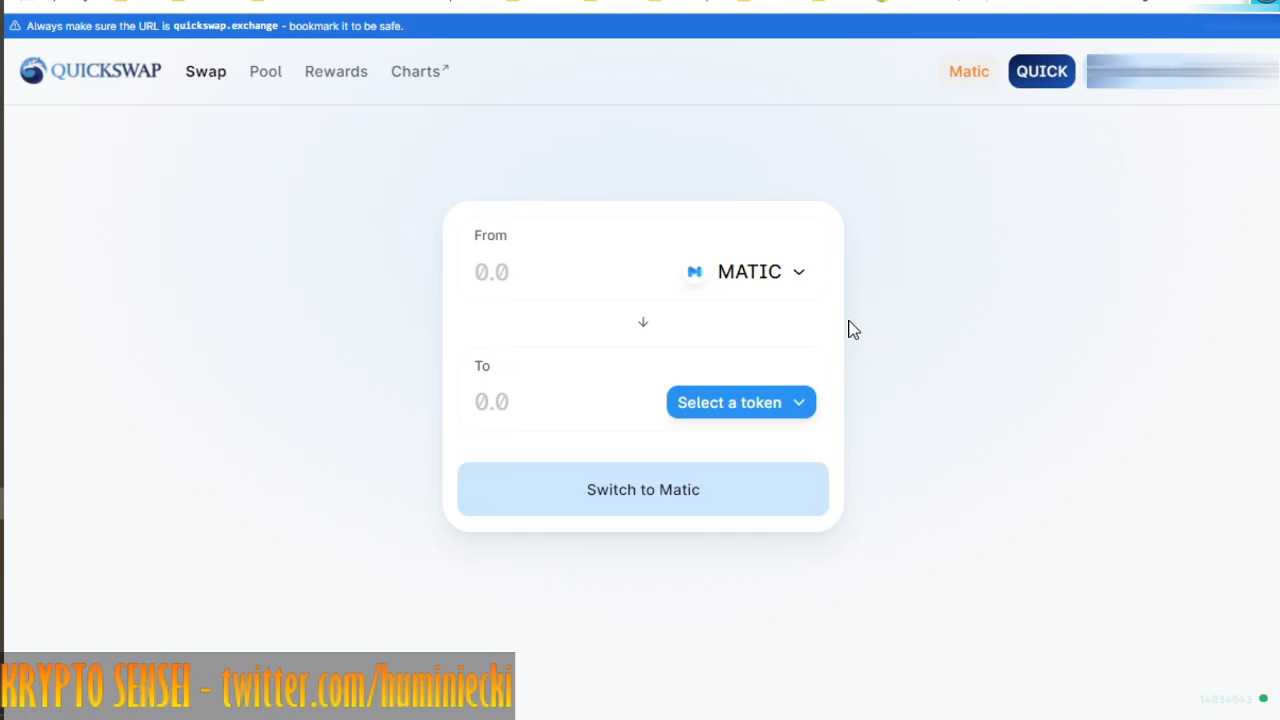 Always make sure the URL is quickswap.exchange - bookmark it to be safe.
QUICKSWAP Swap Pool Rewards Charts↗ Matic QUICK
From
0.0 MATIC
↓
To
0.0 Select a token
Switch to Matic
KRYPTO SENSEI - twitter.com/huminiecki
14034843